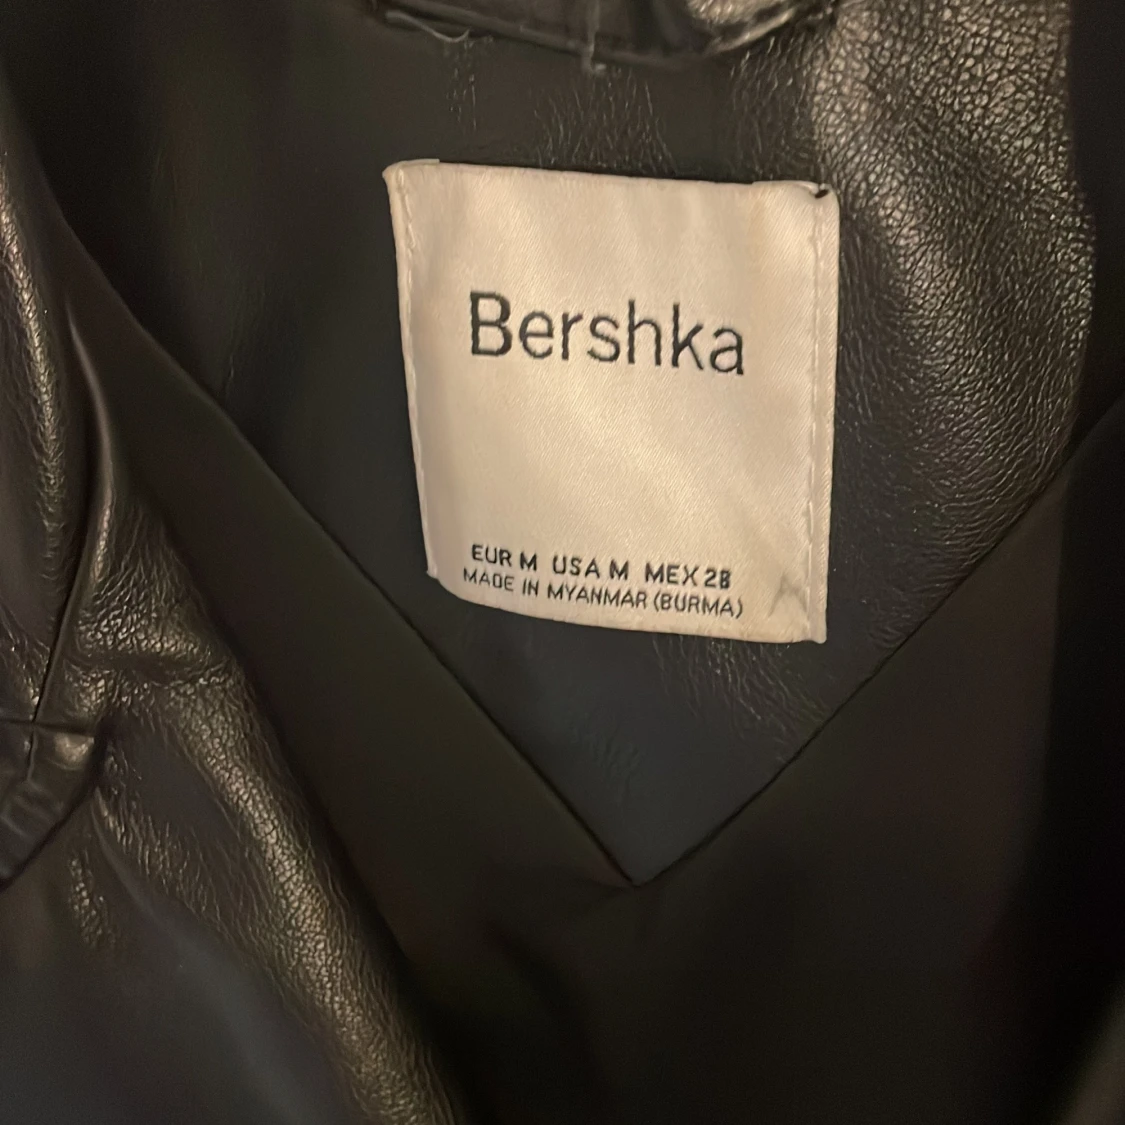 Bershka
EUR M USA M MEX 28
MADE IN MYANMAR (BURMA)